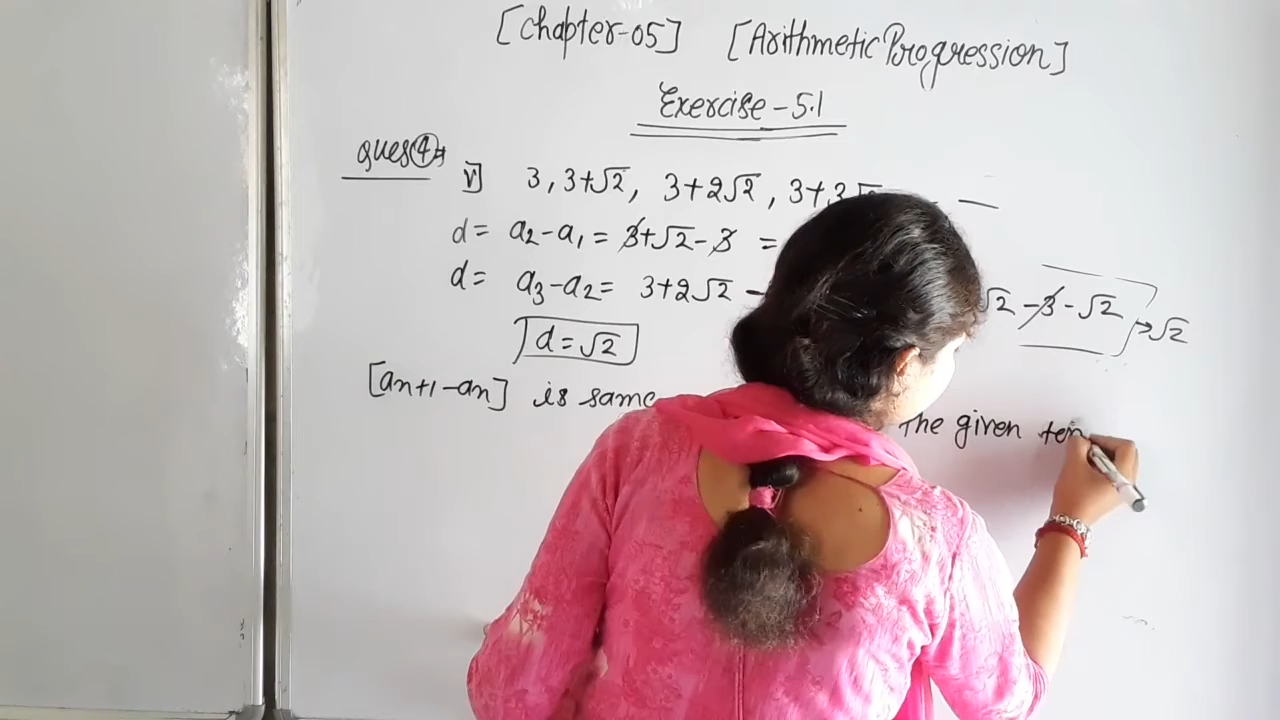 [Chapter-05] [Arithmetic Progression]
Exercise-5.1
Ques④⇒ v] 3, 3+√2, 3+2√2, 3+3√
d = a2-a1 = 3+√2-3 =
d = a3-a2 = 3+2√2 - √2 -3-√2 → √2
d = √2
[an+1-an] is same The given